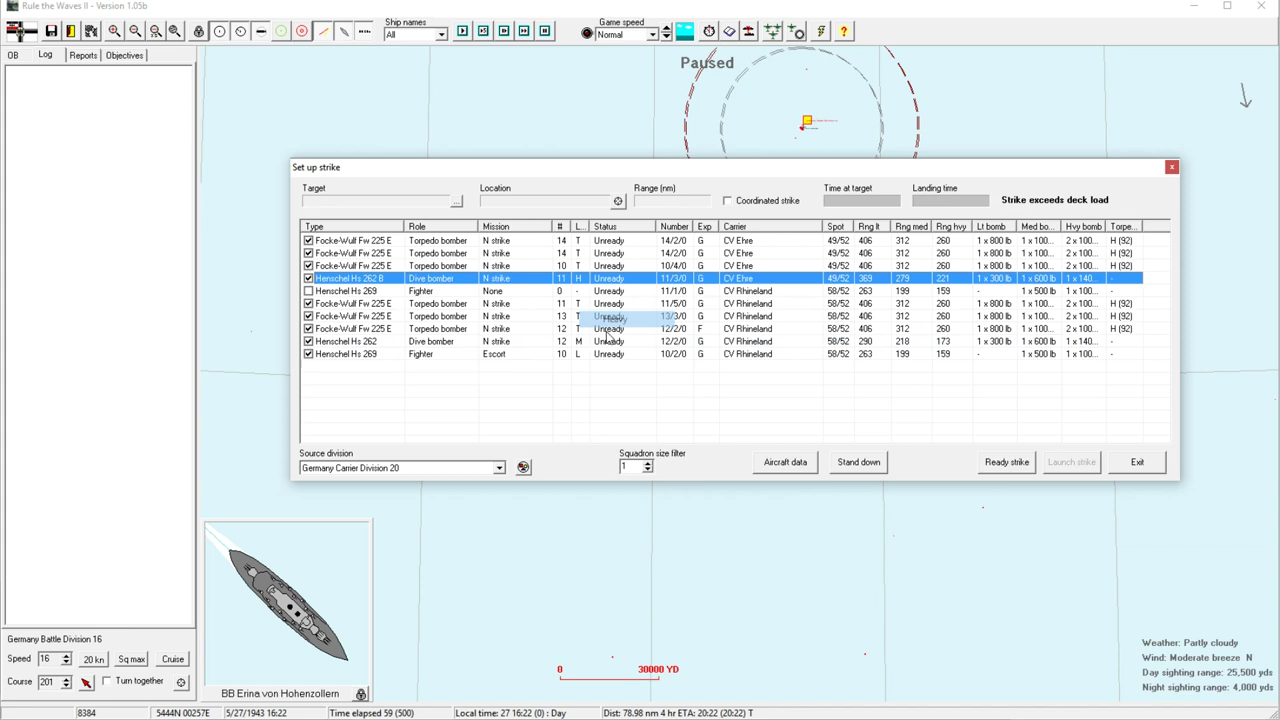 Rule the Waves II - Version 1.05b
Ship names
All
Game speed
Normal
OB Log Reports Objectives
Paused
Set up strike
Target Location Range (nm) Coordinated strike Time at target Landing time Strike exceeds deck load
Type Role Mission # L... Status Number Exp Carrier Spot Rng lt Rng med Rng hvy Lt bomb Med bo... Hvy bomb Torpe...
Focke-Wulf Fw 225 E Torpedo bomber N strike 14 T Unready 14/2/0 G CV Ehre 49/52 406 312 260 1 x 800 lb 1 x 100... 2 x 100... H (92)
Focke-Wulf Fw 225 E Torpedo bomber N strike 14 T Unready 14/2/0 G CV Ehre 49/52 406 312 260 1 x 800 lb 1 x 100... 2 x 100... H (92)
Focke-Wulf Fw 225 E Torpedo bomber N strike 10 T Unready 10/4/0 G CV Ehre 49/52 406 312 260 1 x 800 lb 1 x 100... 2 x 100... H (92)
Henschel Hs 262 B Dive bomber N strike 11 H Unready 11/3/0 G CV Ehre 49/52 369 279 221 1 x 300 lb 1 x 600 lb 1 x 140... -
Henschel Hs 269 Fighter None 0 - Unready 11/1/0 G CV Rhineland 58/52 263 199 159 - 1 x 500 lb 1 x 100... -
Focke-Wulf Fw 225 E Torpedo bomber N strike 11 T Unready 11/5/0 G CV Rhineland 58/52 406 312 260 1 x 800 lb 1 x 100... 2 x 100... H (92)
Focke-Wulf Fw 225 E Torpedo bomber N strike 13 T Unready 13/3/0 G CV Rhineland 58/52 406 312 260 1 x 800 lb 1 x 100... 2 x 100... H (92)
Heavy
Focke-Wulf Fw 225 E Torpedo bomber N strike 12 T Unready 12/2/0 F CV Rhineland 58/52 406 312 260 1 x 800 lb 1 x 100... 2 x 100... H (92)
Henschel Hs 262 Dive bomber N strike 12 M Unready 12/2/0 G CV Rhineland 58/52 290 218 173 1 x 300 lb 1 x 600 lb 1 x 140... -
Henschel Hs 269 Fighter Escort 10 L Unready 10/2/0 G CV Rhineland 58/52 263 199 159 - 1 x 500 lb 1 x 100... -
Source division
Germany Carrier Division 20
Squadron size filter
1
Aircraft data Stand down Ready strike Launch strike Exit
Germany Battle Division 16
Speed 16 20 kn Sq max Cruise
Course 201 Turn together
BB Erina von Hohenzollern
0 30000 YD
Weather: Partly cloudy
Wind: Moderate breeze N
Day sighting range: 25,500 yards
Night sighting range: 4,000 yards
8384 5444N 00257E 5/27/1943 16:22 Time elapsed 59 (500) Local time: 27 16:22 (0) : Day Dist: 78.98 nm 4 hr ETA: 20:22 (20:22) T